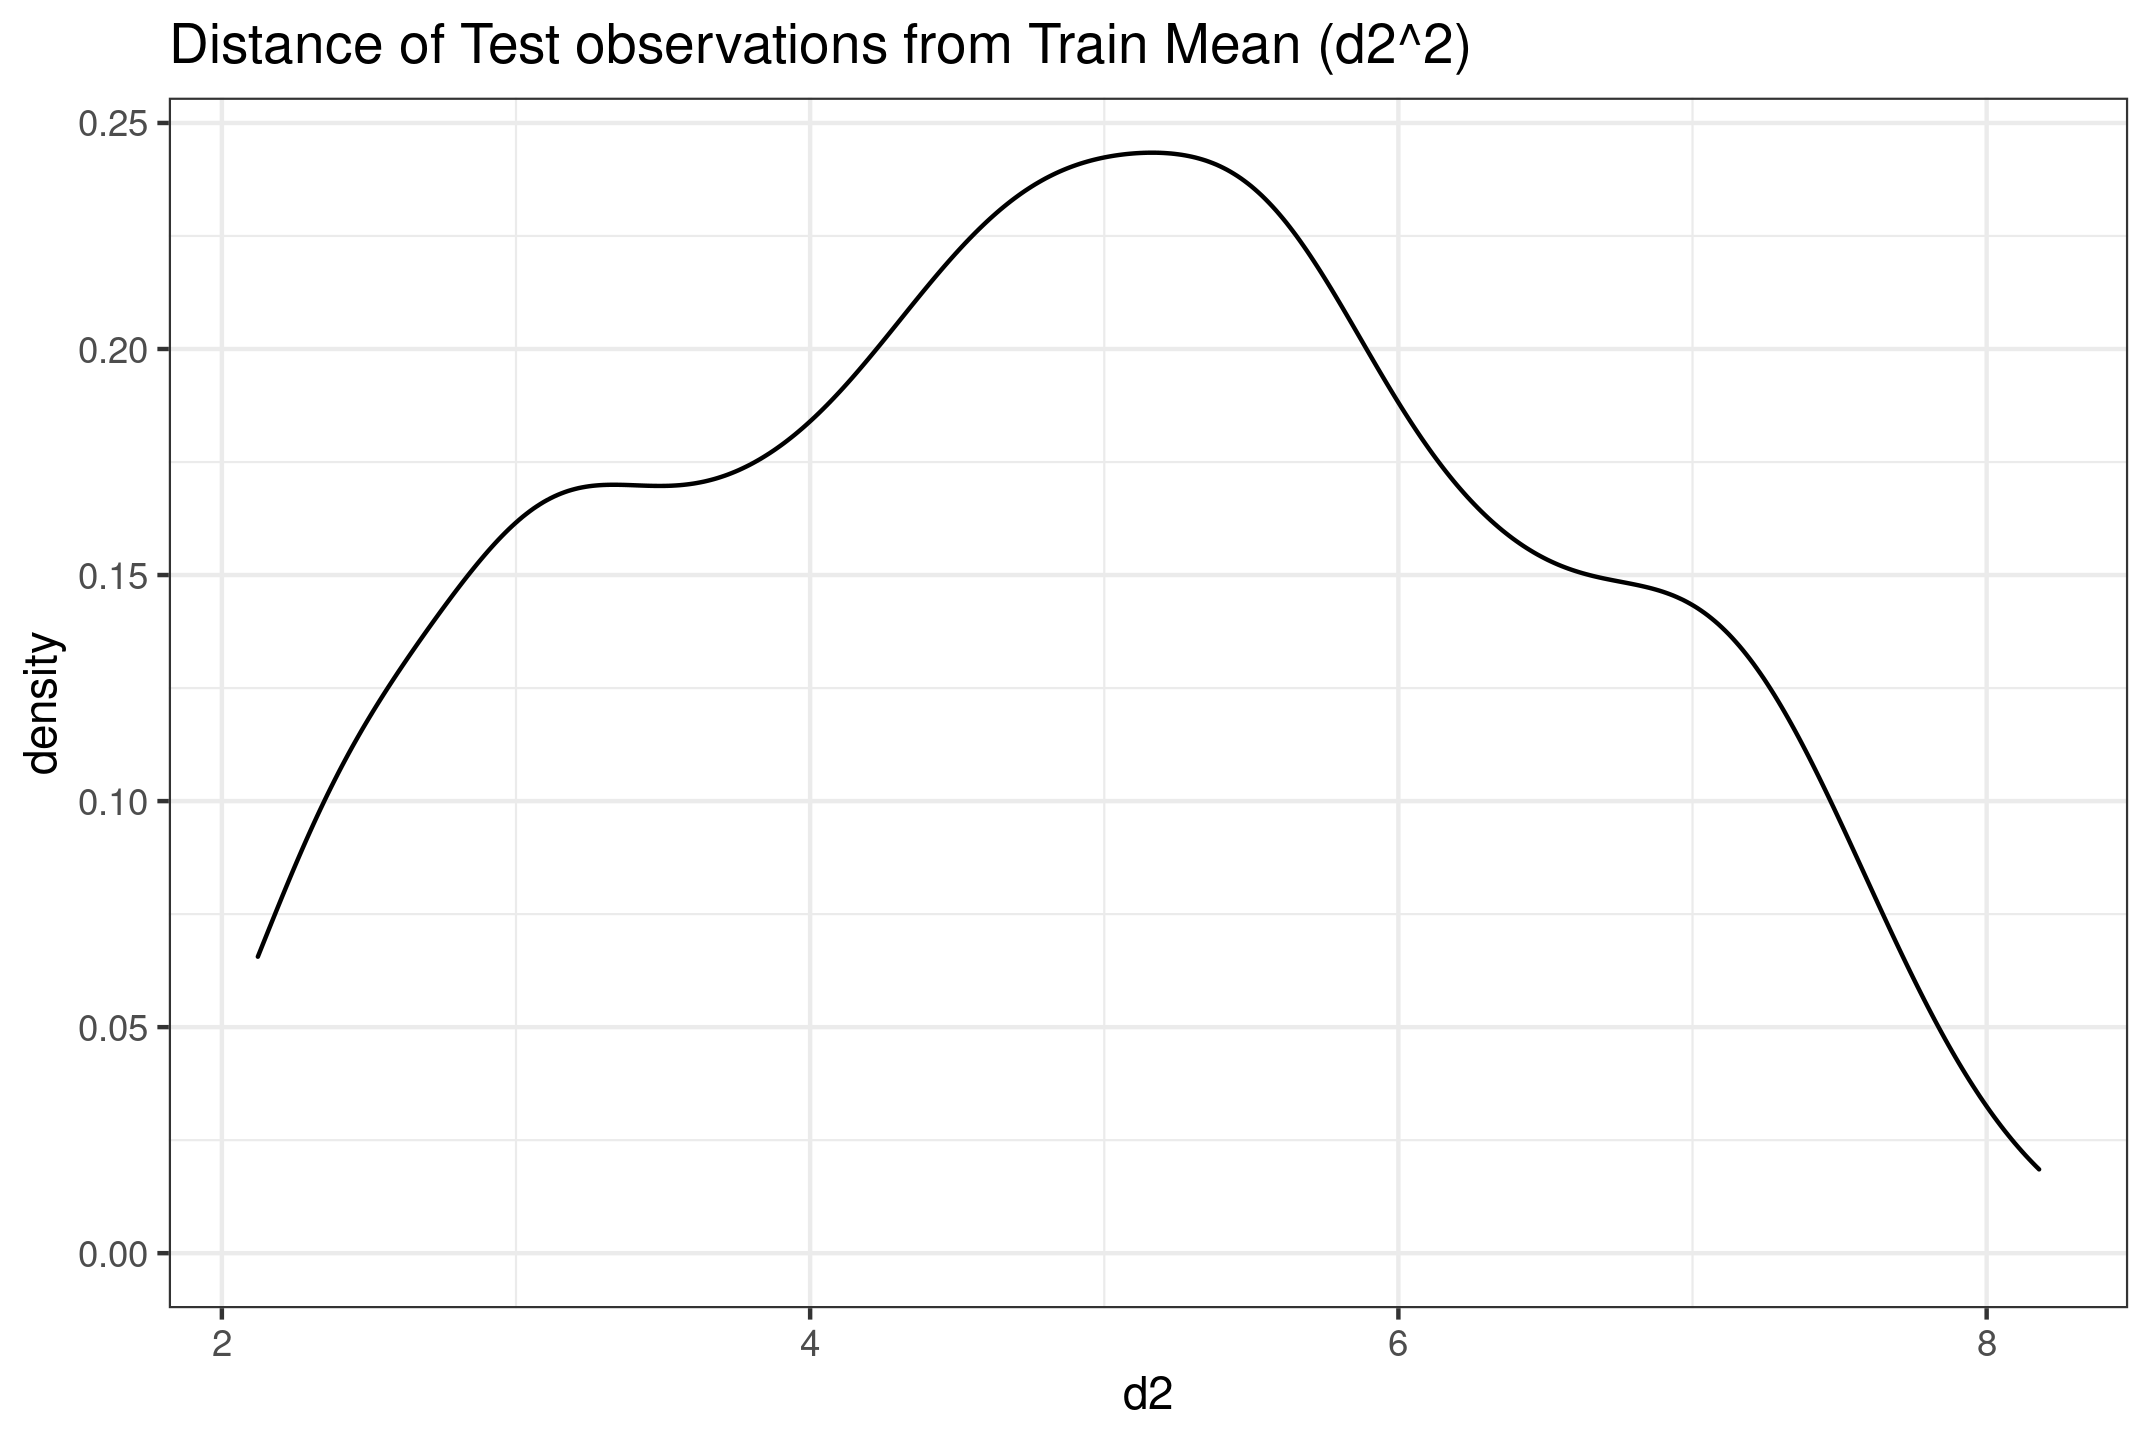 Distance of Test observations from Train Mean (d2^2)
0.25
0.20
0.15
0.10
0.05
0.00
density
2 4 6 8
d2